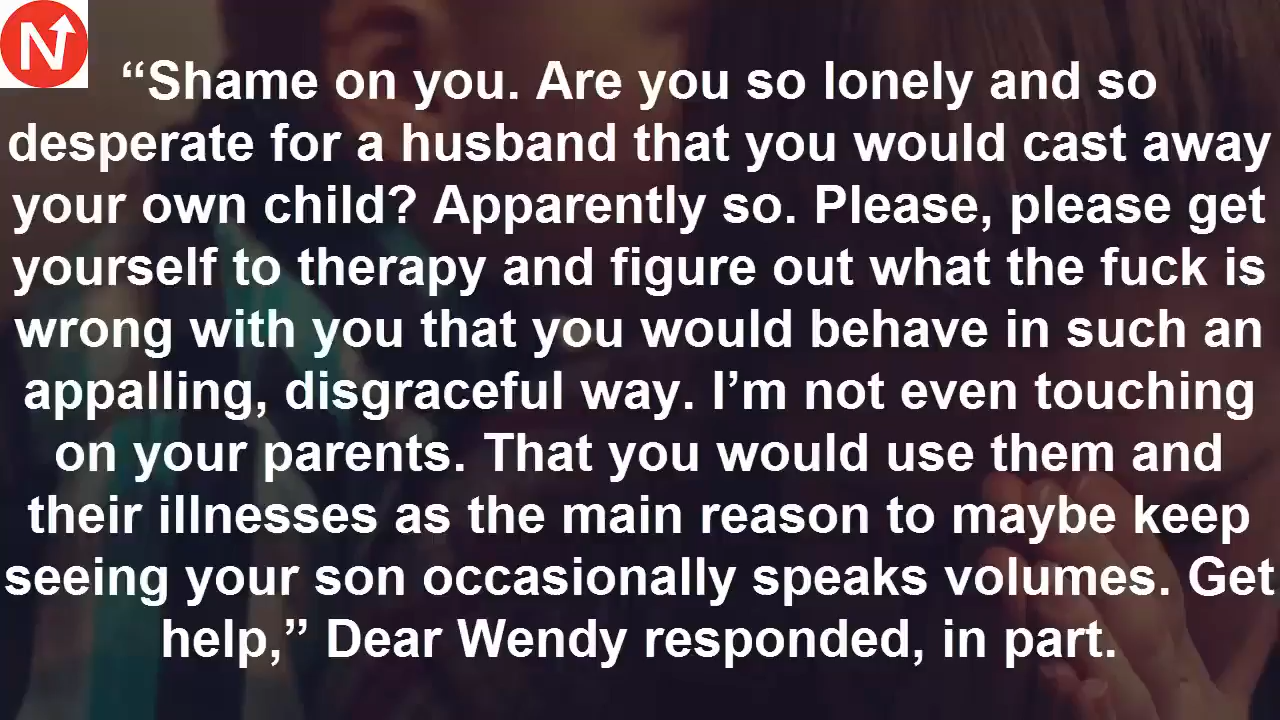 N
“Shame on you. Are you so lonely and so
desperate for a husband that you would cast away
your own child? Apparently so. Please, please get
yourself to therapy and figure out what the fuck is
wrong with you that you would behave in such an
appalling, disgraceful way. I’m not even touching
on your parents. That you would use them and
their illnesses as the main reason to maybe keep
seeing your son occasionally speaks volumes. Get
help,” Dear Wendy responded, in part.